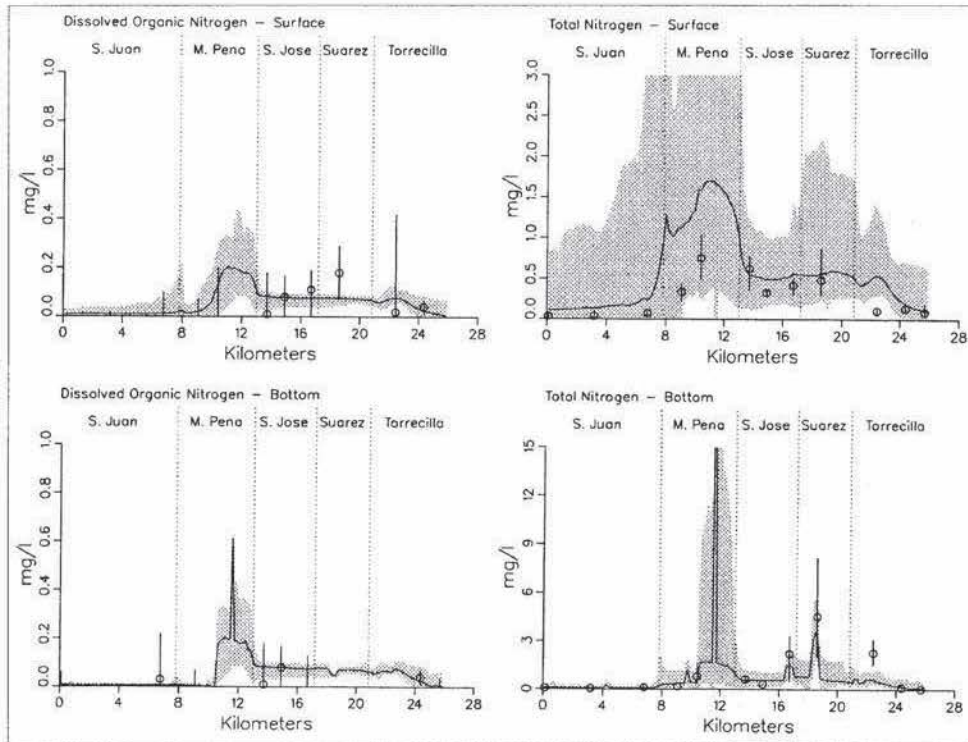 Dissolved Organic Nitrogen – Surface
S. Juan M. Pena S. Jose Suarez Torrecilla
mg/l
1.0
0.8
0.6
0.4
0.2
0.0
0 4 8 12 16 20 24 28
Kilometers
Total Nitrogen – Surface
S. Juan M. Pena S. Jose Suarez Torrecilla
mg/l
3.0
2.5
2.0
1.5
1.0
0.5
0.0
0 4 8 12 16 20 24 28
Kilometers
Dissolved Organic Nitrogen – Bottom
S. Juan M. Pena S. Jose Suarez Torrecilla
mg/l
1.0
0.8
0.6
0.4
0.2
0.0
0 4 8 12 16 20 24 28
Kilometers
Total Nitrogen – Bottom
S. Juan M. Pena S. Jose Suarez Torrecilla
mg/l
15
12
9
6
3
0
0 4 8 12 16 20 24 28
Kilometers